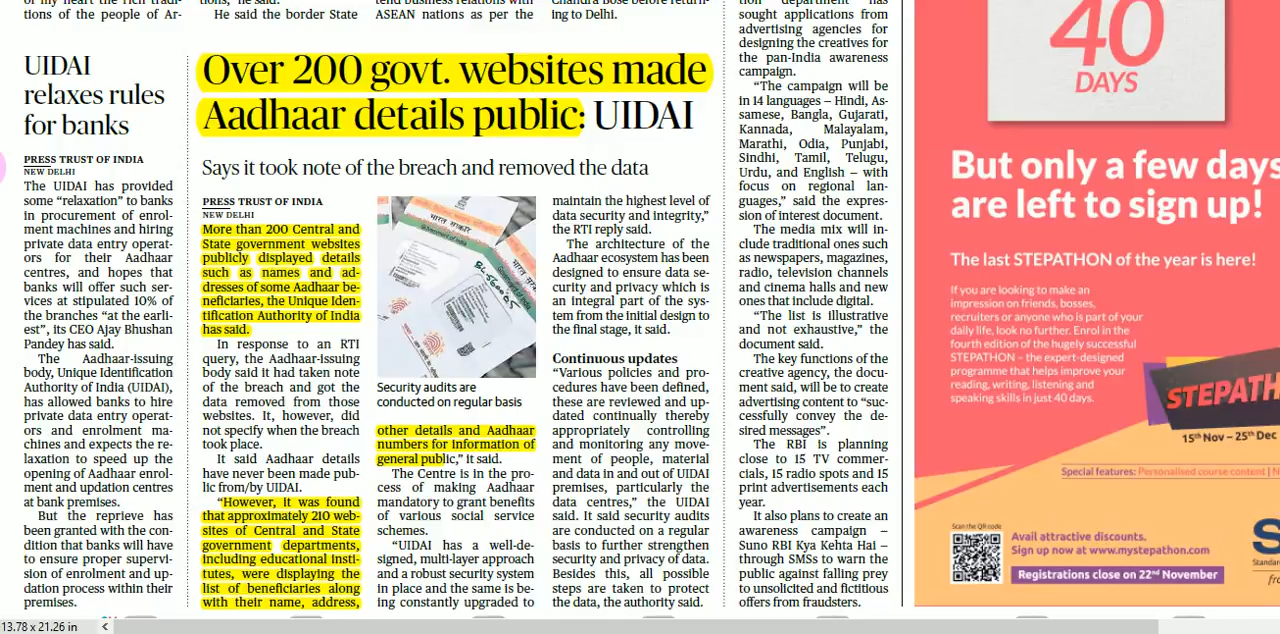 of my heart the rich tradi-
tions of the people of Ar-
tions," he said.
He said the border State
tend business relations with
ASEAN nations as per the
Chandra Bose before return-
ing to Delhi.
UIDAI
relaxes rules
for banks
PRESS TRUST OF INDIA
NEW DELHI
The UIDAI has provided
some “relaxation” to banks
in procurement of enrol-
ment machines and hiring
private data entry operat-
ors for their Aadhaar
centres, and hopes that
banks will offer such ser-
vices at stipulated 10% of
the branches “at the earli-
est”, its CEO Ajay Bhushan
Pandey has said.
The Aadhaar-issuing
body, Unique Identification
Authority of India (UIDAI),
has allowed banks to hire
private data entry operat-
ors and enrolment ma-
chines and expects the re-
laxation to speed up the
opening of Aadhaar enrol-
ment and updation centres
at bank premises.
But the reprieve has
been granted with the con-
dition that banks will have
to ensure proper supervi-
sion of enrolment and up-
dation process within their
premises.
Over 200 govt. websites made
Aadhaar details public: UIDAI
Says it took note of the breach and removed the data
PRESS TRUST OF INDIA
NEW DELHI
More than 200 Central and
State government websites
publicly displayed details
such as names and ad-
dresses of some Aadhaar be-
neficiaries, the Unique Iden-
tification Authority of India
has said.
In response to an RTI
query, the Aadhaar-issuing
body said it had taken note
of the breach and got the
data removed from those
websites. It, however, did
not specify when the breach
took place.
It said Aadhaar details
have never been made pub-
lic from/by UIDAI.
“However, it was found
that approximately 210 web-
sites of Central and State
government departments,
including educational insti-
tutes, were displaying the
list of beneficiaries along
with their name, address,
Security audits are
conducted on regular basis
other details and Aadhaar
numbers for information of
general public,” it said.
The Centre is in the pro-
cess of making Aadhaar
mandatory to grant benefits
of various social service
schemes.
“UIDAI has a well-de-
signed, multi-layer approach
and a robust security system
in place and the same is be-
ing constantly upgraded to
maintain the highest level of
data security and integrity,”
the RTI reply said.
The architecture of the
Aadhaar ecosystem has been
designed to ensure data se-
curity and privacy which is
an integral part of the sys-
tem from the initial design to
the final stage, it said.
Continuous updates
“Various policies and pro-
cedures have been defined,
these are reviewed and up-
dated continually thereby
appropriately controlling
and monitoring any move-
ment of people, material
and data in and out of UIDAI
premises, particularly the
data centres,” the UIDAI
said. It said security audits
are conducted on a regular
basis to further strengthen
security and privacy of data.
Besides this, all possible
steps are taken to protect
the data, the authority said.
tion department has
sought applications from
advertising agencies for
designing the creatives for
the pan-India awareness
campaign.
“The campaign will be
in 14 languages – Hindi, As-
samese, Bangla, Gujarati,
Kannada, Malayalam,
Marathi, Odia, Punjabi,
Sindhi, Tamil, Telugu,
Urdu, and English – with
focus on regional lan-
guages,” said the expres-
sion of interest document.
The media mix will in-
clude traditional ones such
as newspapers, magazines,
radio, television channels
and cinema halls and new
ones that include digital.
“The list is illustrative
and not exhaustive,” the
document said.
The key functions of the
creative agency, the docu-
ment said, will be to create
advertising content to “suc-
cessfully convey the de-
sired messages”.
The RBI is planning
close to 15 TV commer-
cials, 15 radio spots and 15
print advertisements each
year.
It also plans to create an
awareness campaign –
Suno RBI Kya Kehta Hai –
through SMSs to warn the
public against falling prey
to unsolicited and fictitious
offers from fraudsters.
40
DAYS
But only a few days
are left to sign up!
The last STEPATHON of the year is here!
If you are looking to make an
impression on friends, bosses,
recruiters or anyone who is part of your
daily life, look no further. Enrol in the
fourth edition of the hugely successful
STEPATHON – the expert-designed
programme that helps improve your
reading, writing, listening and
speaking skills in just 40 days.
STEPATH
15th Nov – 25th Dec
Special features: Personalised course content | N
Scan the QR code
Avail attractive discounts.
Sign up now at www.mystepathon.com
Registrations close on 22nd November
S
Standar
fro
13.78 x 21.26 in